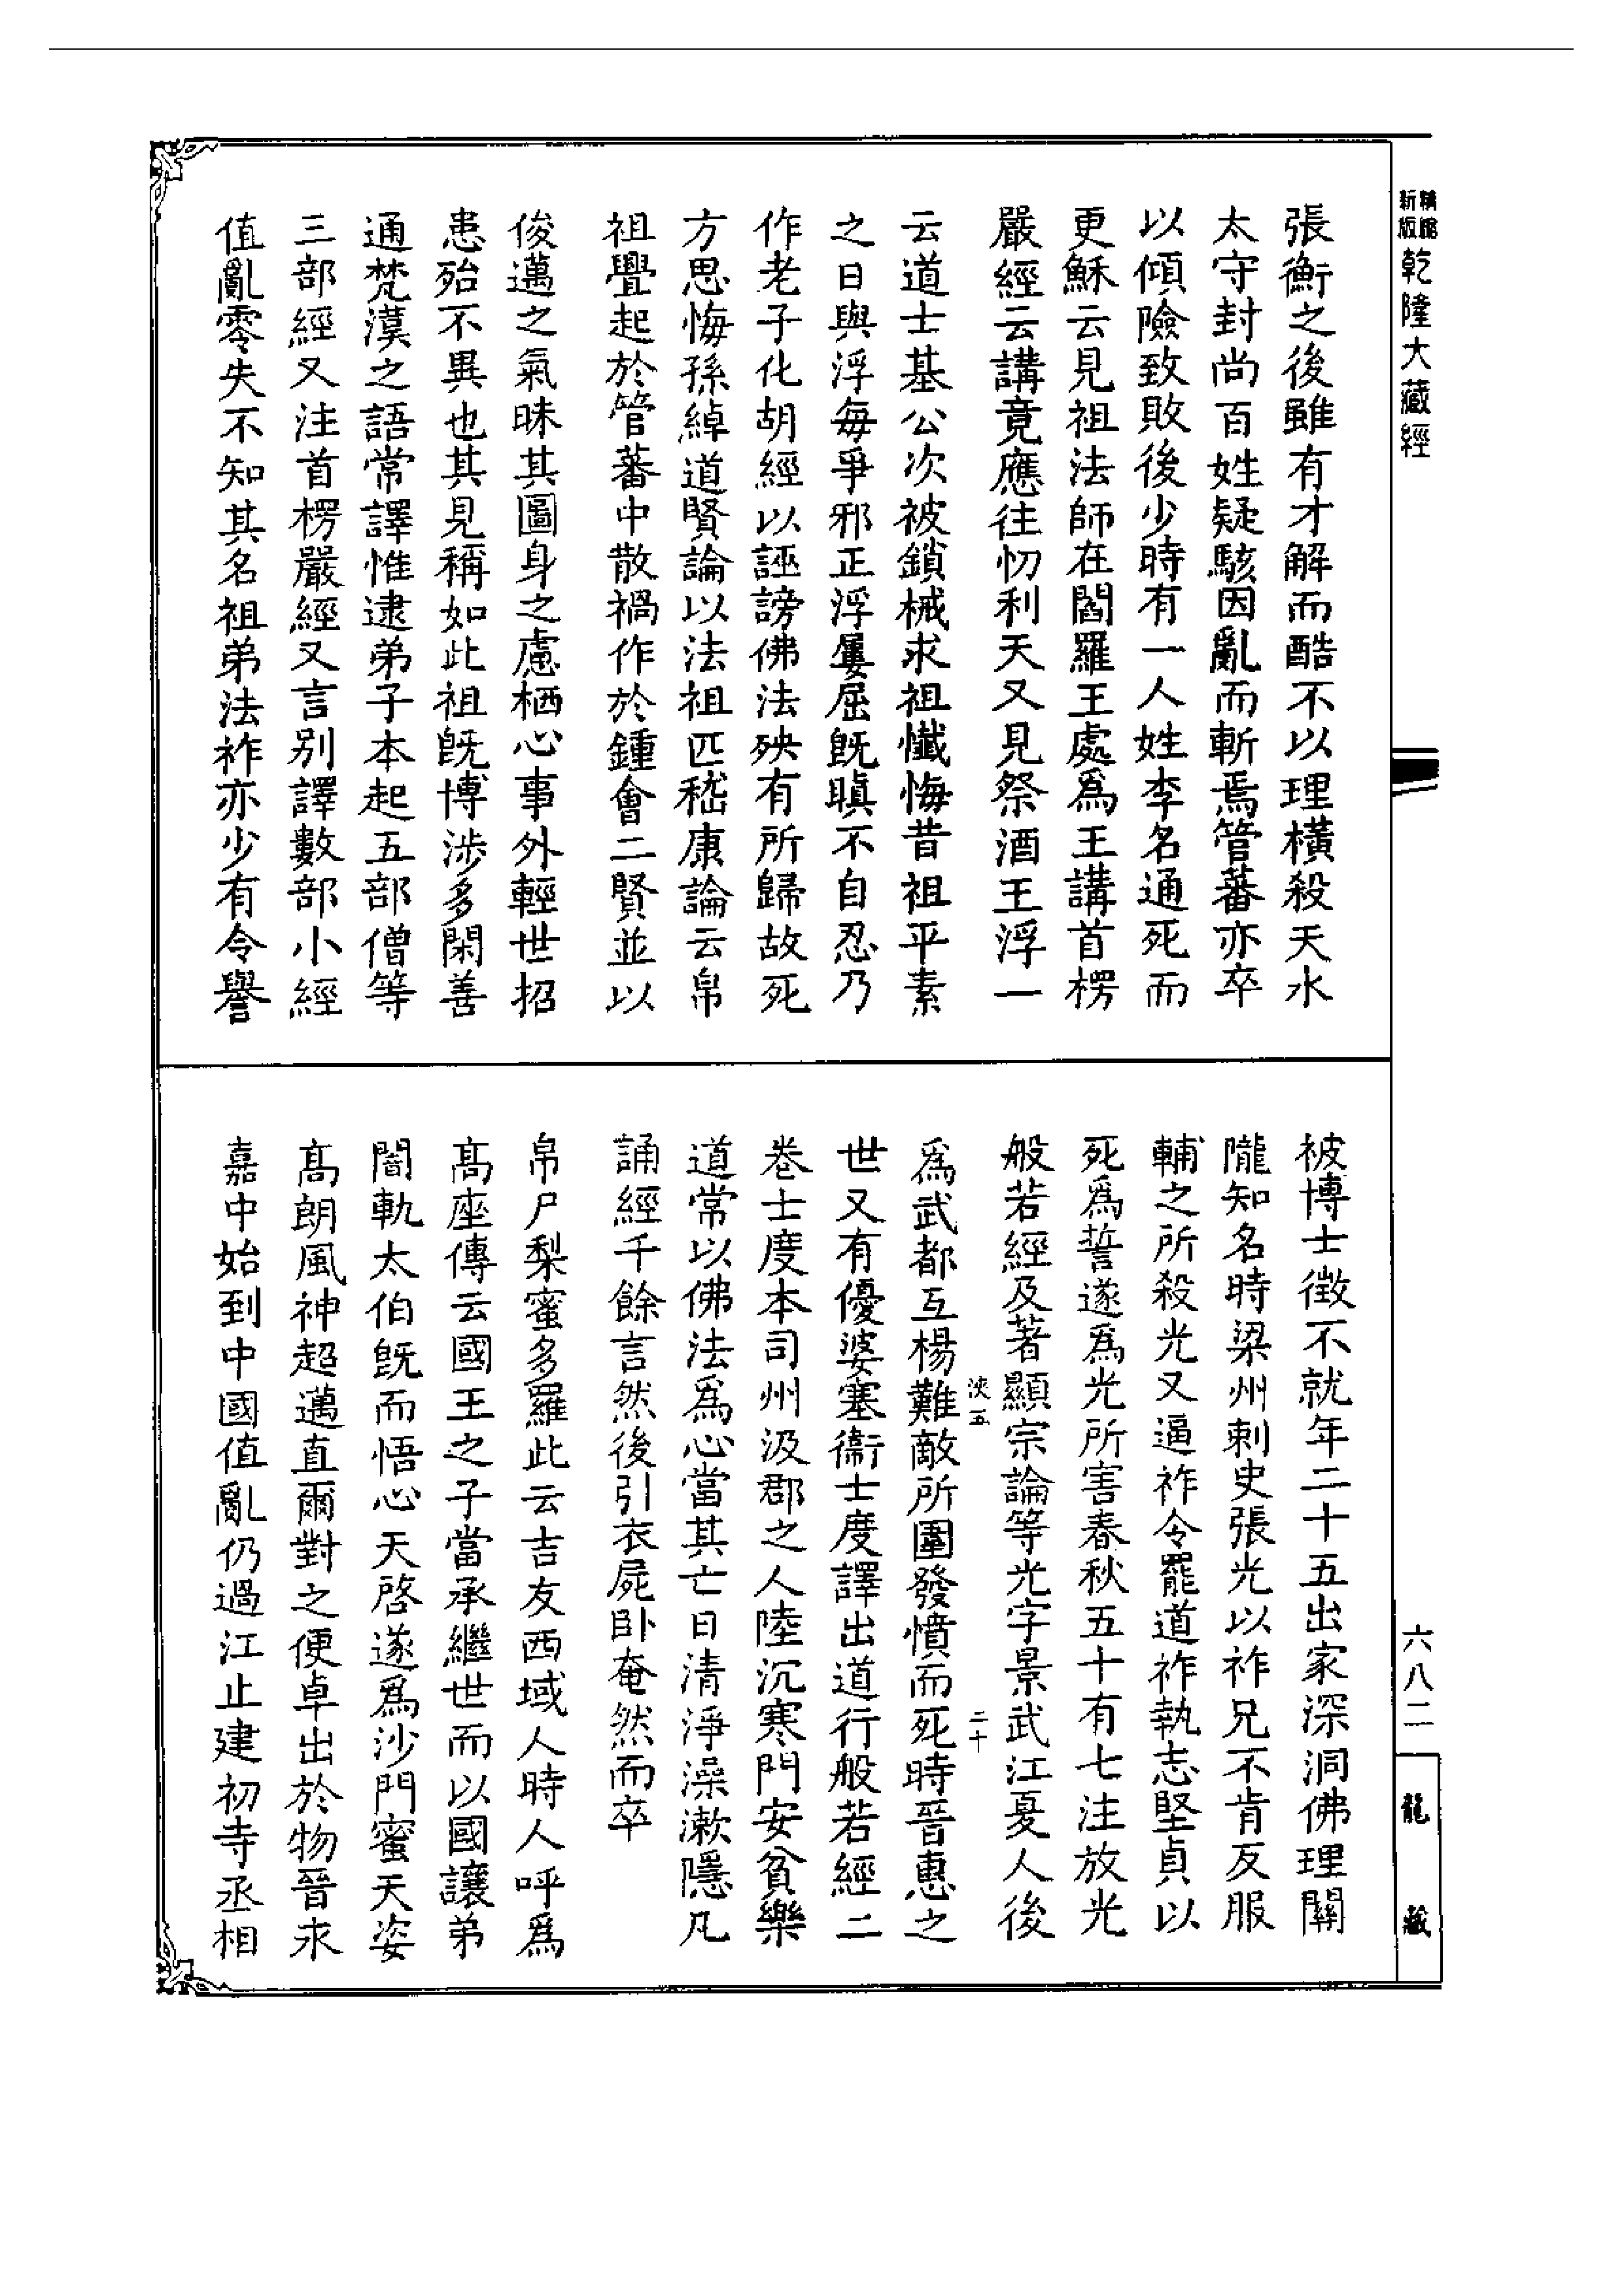 新版
精縮
乾隆大藏經
六八二
龍藏
張衡之後雖有才解而酷不以理橫殺天水
太守封尚百姓疑駭因亂而斬焉管蕃亦卒
以傾險致敗後少時有一人姓李名通死而
更穌云見祖法師在閻羅王處爲王講首楞
嚴經云講竟應往忉利天又見祭酒王浮一
云道士基公次被鎖械求祖懺悔昔祖平素
之日與浮每爭邪正浮屢屈旣瞋不自忍乃
作老子化胡經以誣謗佛法殃有所歸故死
方思悔孫綽道賢論以法祖匹嵇康論云帛
祖舋起於管蕃中散禍作於鍾會二賢並以
俊邁之氣昧其圖身之慮栖心事外輕世招
患殆不異也其見稱如此祖旣博涉多閑善
通梵漢之語常譯惟逮弟子本起五部僧等
三部經又注首楞嚴經又言別譯數部小經
值亂零失不知其名祖弟法祚亦少有令譽
被博士徵不就年二十五出家深洞佛理關
隴知名時梁州刺史張光以祚兄不肯反服
輔之所殺光又逼祚令罷道祚執志堅貞以
死爲誓遂爲光所害春秋五十有七注放光
般若經及著顯宗論等光字景武江夏人後
浹五
二十
爲武都互楊難敵所圍發憤而死時晉惠之
世又有優婆塞衞士度譯出道行般若經二
卷士度本司州汲郡之人陸沉寒門安貧樂
道常以佛法爲心當其亡日清淨澡漱隱几
誦經千餘言然後引衣屍卧奄然而卒
帛尸梨蜜多羅此云吉友西域人時人呼爲
髙座傳云國王之子當承繼世而以國讓弟
闇軌太伯旣而悟心天啓遂爲沙門蜜天姿
髙朗風神超邁直爾對之便卓出於物晉永
嘉中始到中國值亂仍過江止建初寺丞相